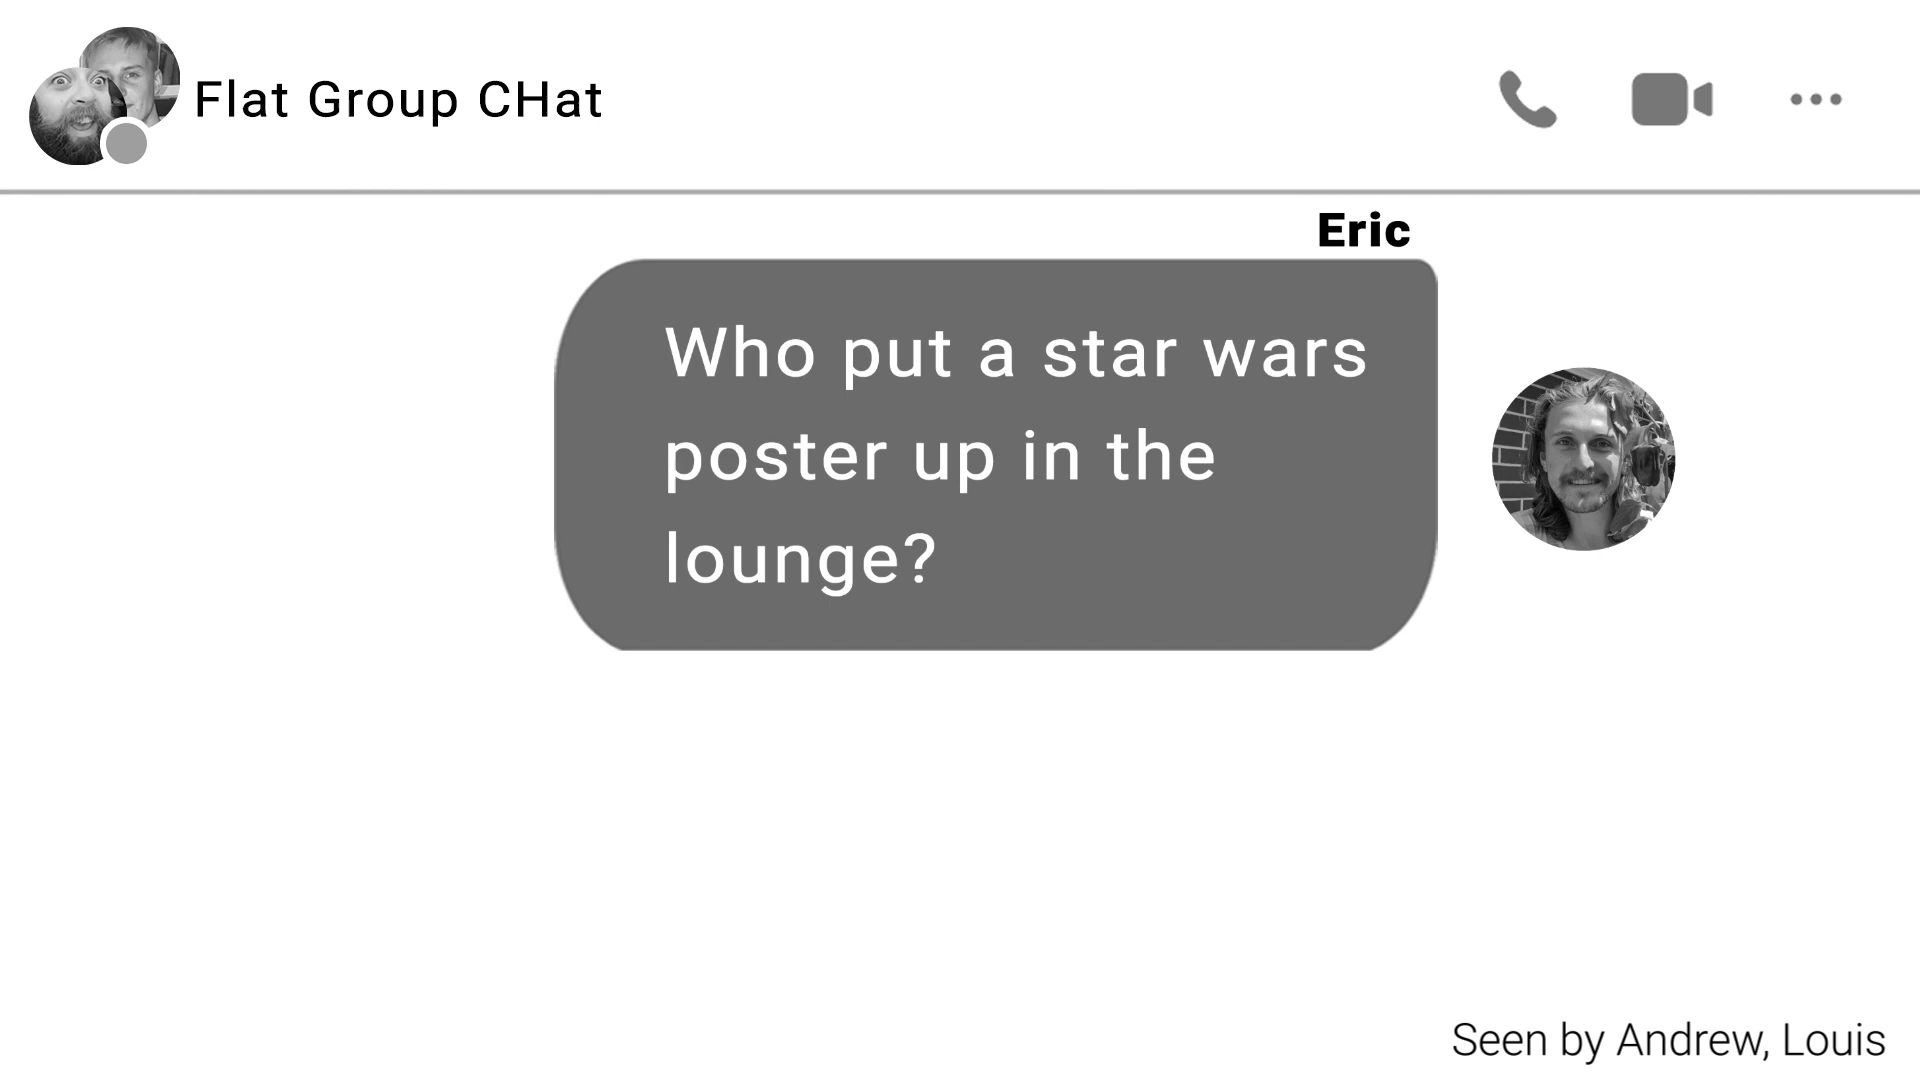 Flat Group CHat
Eric
Who put a star wars
poster up in the
lounge?
Seen by Andrew, Louis